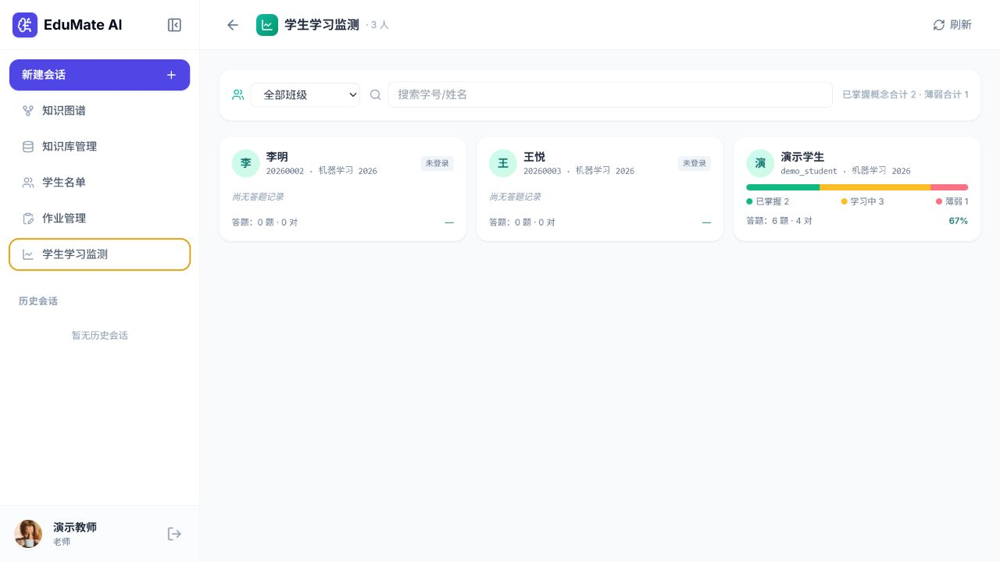 EduMate AI
新建会话
知识图谱
知识库管理
学生名单
作业管理
学生学习监测
历史会话
暂无历史会话
演示教师
老师
学生学习监测 · 3 人
刷新
全部班级
搜索学号/姓名
已掌握概念合计 2 · 薄弱合计 1
李
李明
20260002 · 机器学习 2026
未登录
尚无答题记录
答题：0 题 · 0 对
—
王
王悦
20260003 · 机器学习 2026
未登录
尚无答题记录
答题：0 题 · 0 对
—
演
演示学生
demo_student · 机器学习 2026
已掌握 2
学习中 3
薄弱 1
答题：6 题 · 4 对
67%